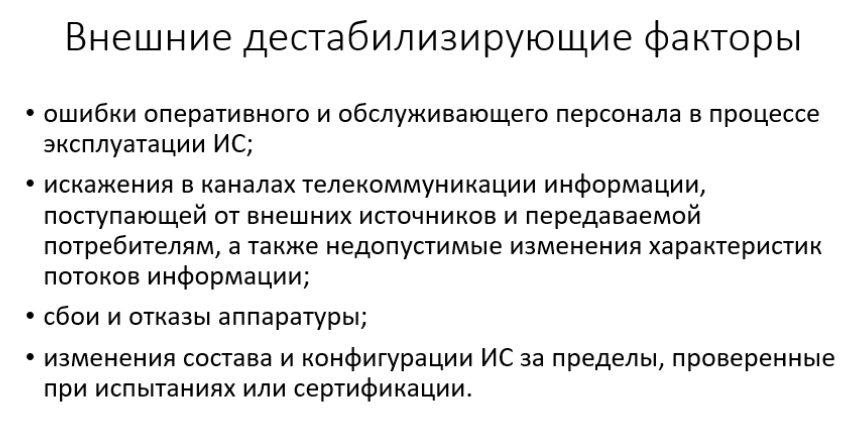 Внешние дестабилизирующие факторы
• ошибки оперативного и обслуживающего персонала в процессе
эксплуатации ИС;
• искажения в каналах телекоммуникации информации,
поступающей от внешних источников и передаваемой
потребителям, а также недопустимые изменения характеристик
потоков информации;
• сбои и отказы аппаратуры;
• изменения состава и конфигурации ИС за пределы, проверенные
при испытаниях или сертификации.